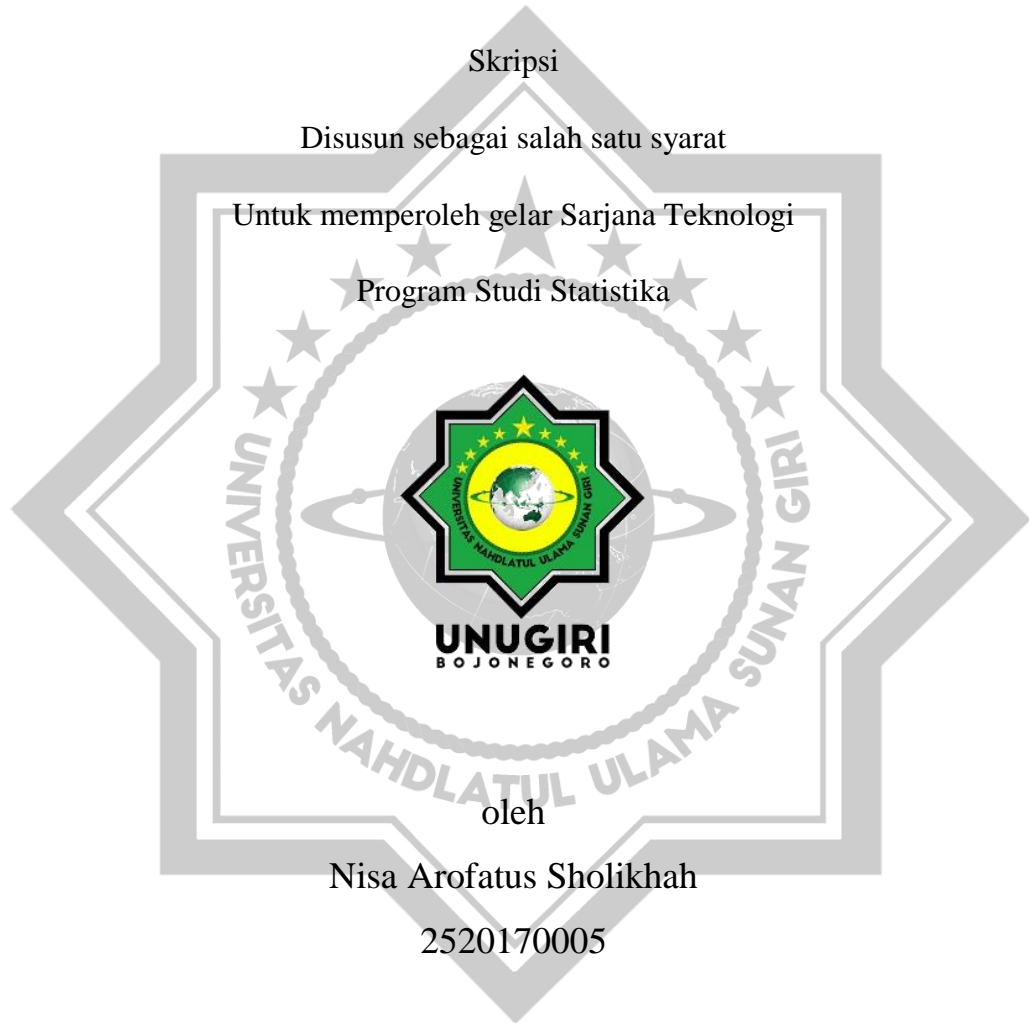 Skripsi
Disusun sebagai salah satu syarat
Untuk memperoleh gelar Sarjana Teknologi
Program Studi Statistika
UNIVERSITAS NAHDLATUL ULAMA SUNAN GIRI
UNIVERSITAS NAHDLATUL ULAMA SUNAN GIRI
UNUGIRI
BOJONEGORO
oleh
Nisa Arofatus Sholikhah
2520170005